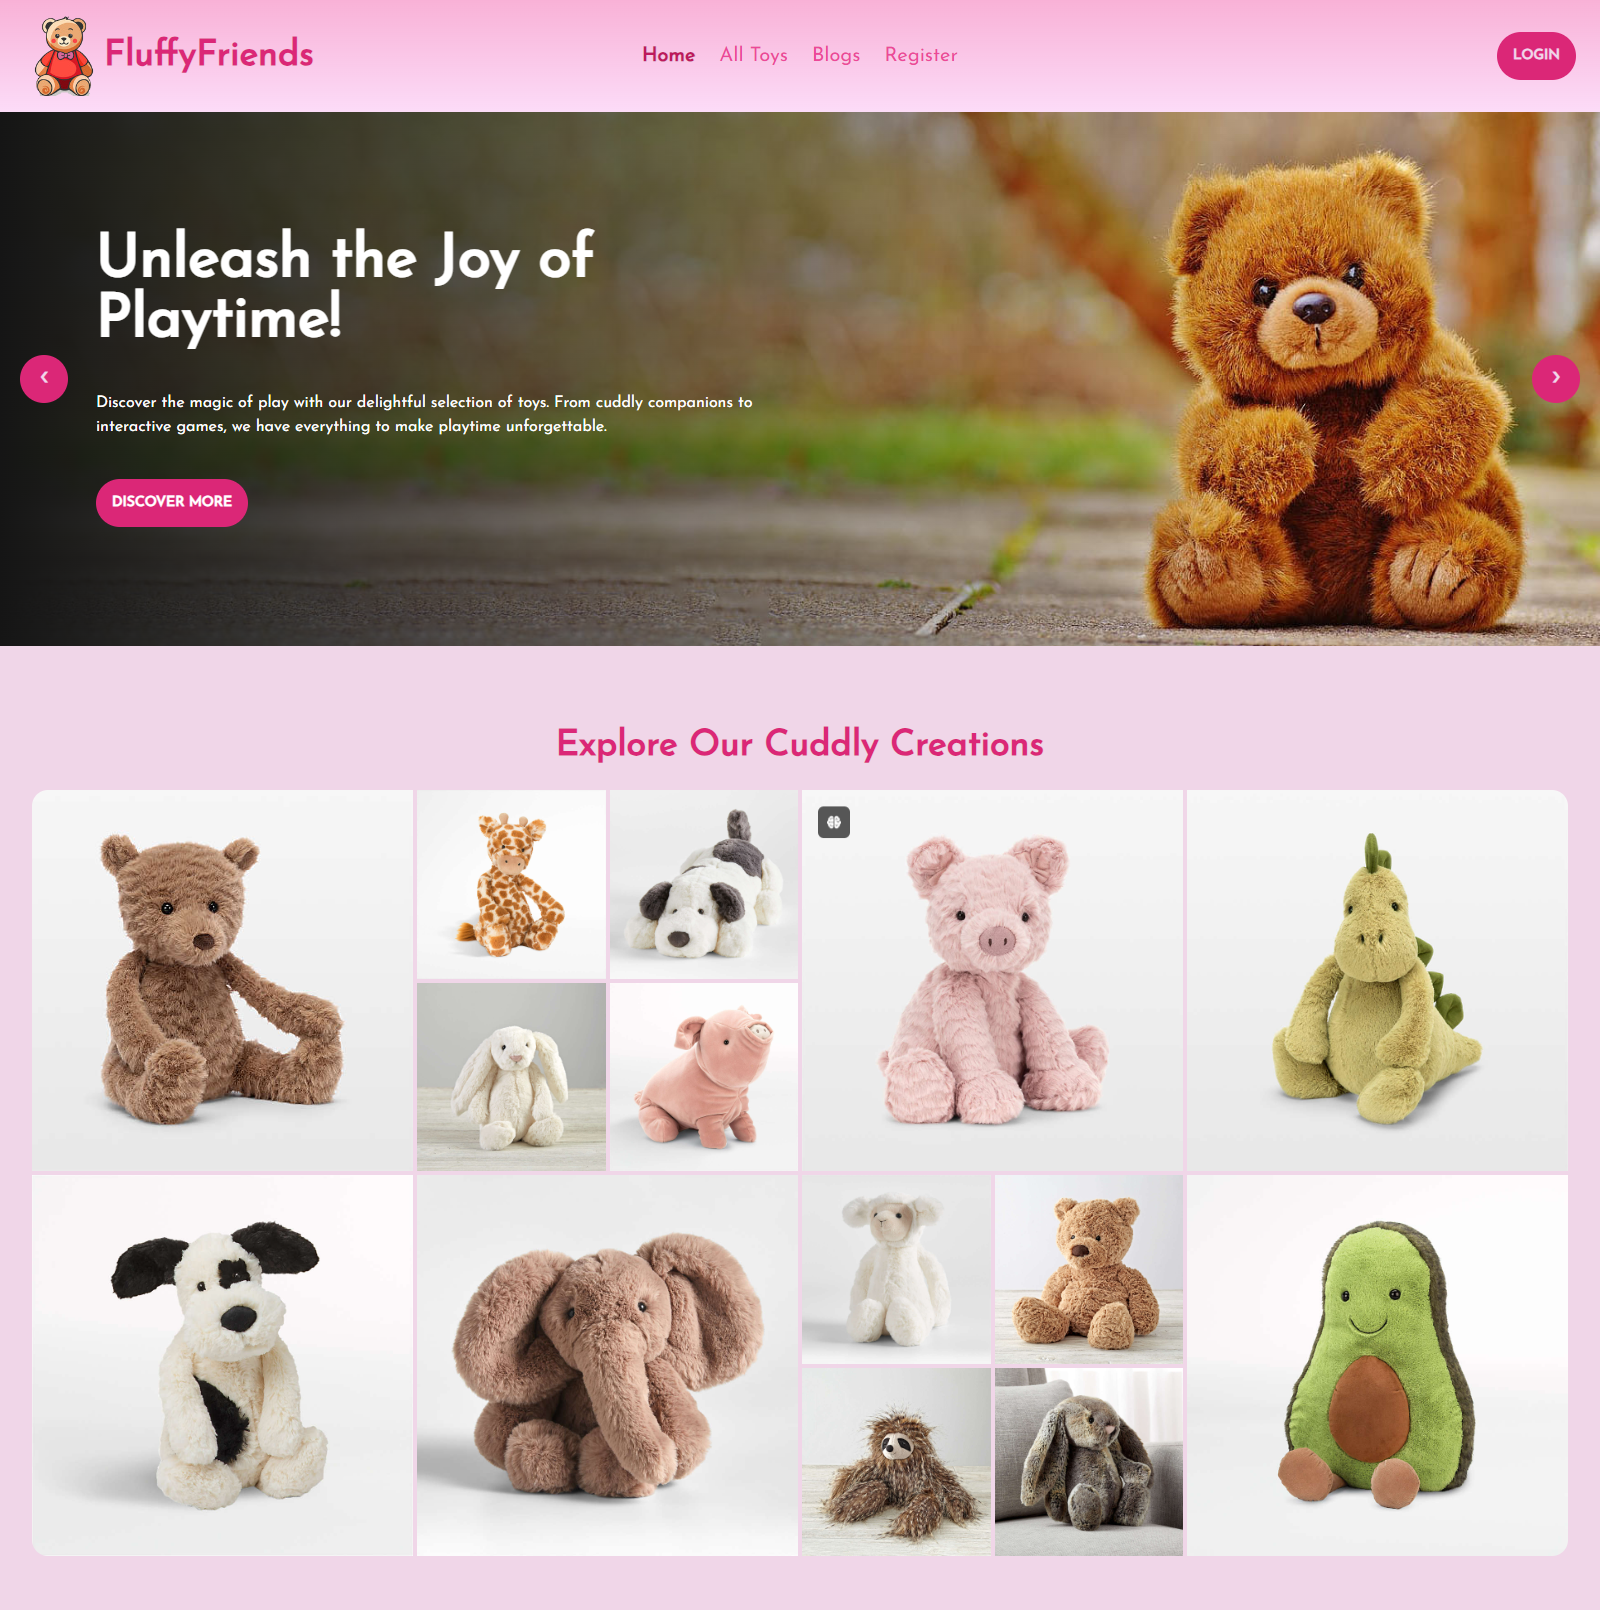 FluffyFriends
Home All Toys Blogs Register
LOGIN
Unleash the Joy of
Playtime!
Discover the magic of play with our delightful selection of toys. From cuddly companions to
interactive games, we have everything to make playtime unforgettable.
DISCOVER MORE
Explore Our Cuddly Creations